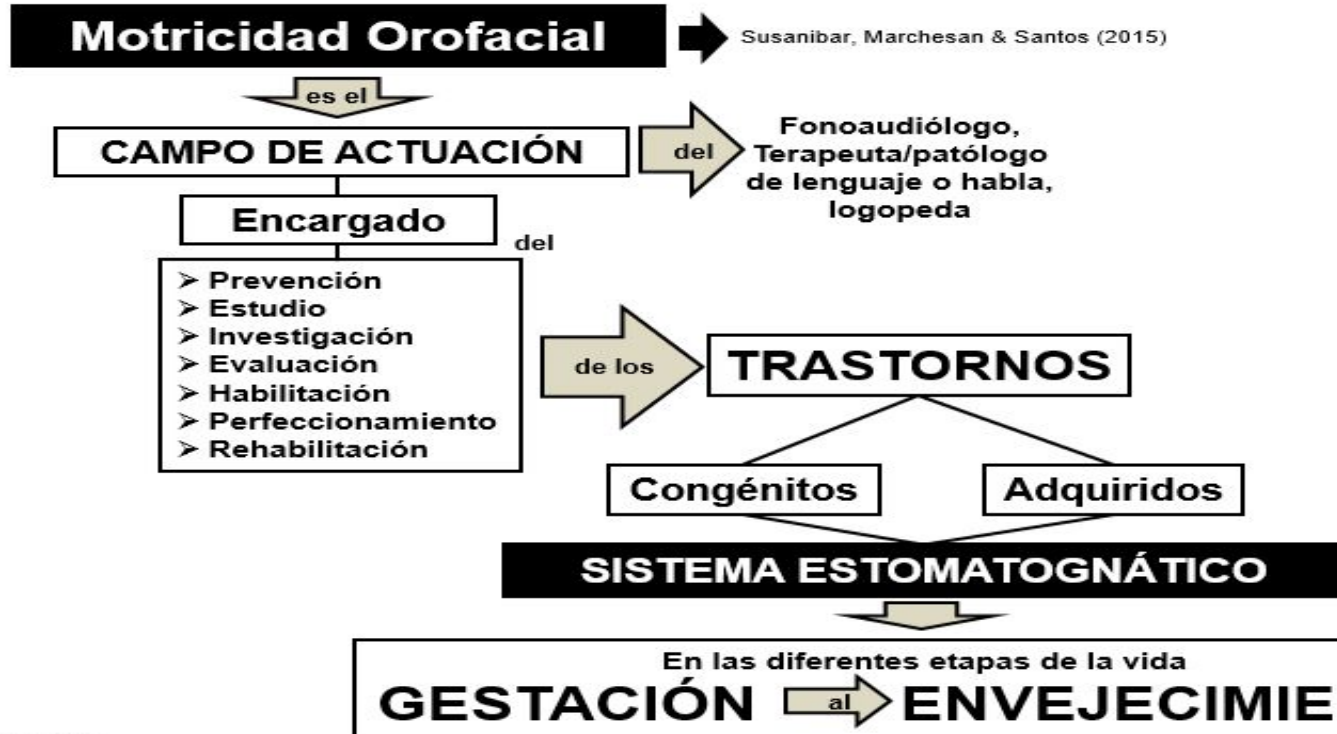 Motricidad Orofacial
Susanibar, Marchesan & Santos (2015)
es el
CAMPO DE ACTUACIÓN
del
Fonoaudiólogo,
Terapeuta/patólogo
de lenguaje o habla,
logopeda
Encargado
del
➢ Prevención
➢ Estudio
➢ Investigación
➢ Evaluación
➢ Habilitación
➢ Perfeccionamiento
➢ Rehabilitación
de los
TRASTORNOS
Congénitos
Adquiridos
SISTEMA ESTOMATOGNÁTICO
En las diferentes etapas de la vida
GESTACIÓN al ENVEJECIMIE